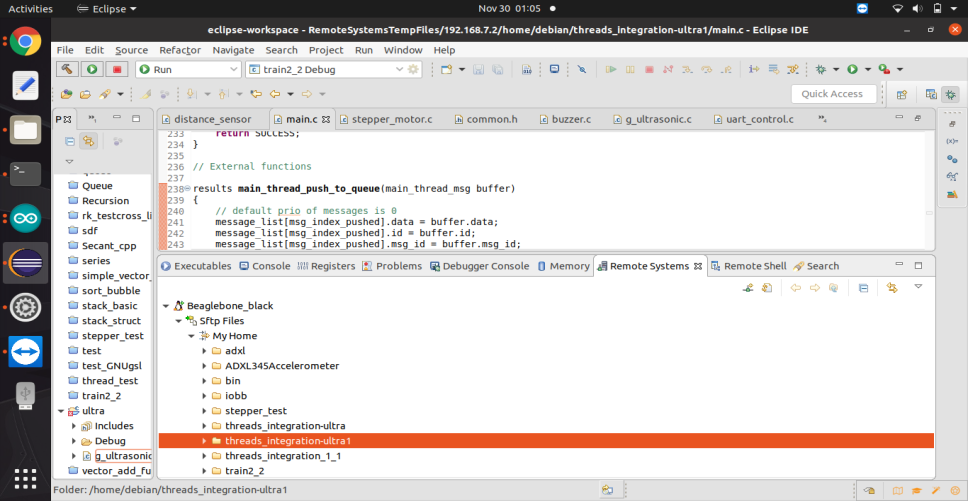 Activities
Eclipse
Nov 30 01:05
eclipse-workspace - RemoteSystemsTempFiles/192.168.7.2/home/debian/threads_integration-ultra1/main.c - Eclipse IDE
File Edit Source Refactor Navigate Search Project Run Window Help
Run
train2_2 Debug
Quick Access
P
distance_sensor
main.c
stepper_motor.c
common.h
buzzer.c
g_ultrasonic.c
uart_control.c
233 return SUCCESS;
234 }
235
236 // External functions
237
238 results main_thread_push_to_queue(main_thread_msg buffer)
239 {
240 // default prio of messages is 0
241 message_list[msg_index_pushed].data = buffer.data;
242 message_list[msg_index_pushed].id = buffer.id;
243 message_list[msg_index_pushed].msg_id = buffer.msg_id;
Queue
Recursion
rk_testcross_li
sdf
Secant_cpp
series
simple_vector_
sort_bubble
stack_basic
stack_struct
stepper_test
test
test_GNUgsl
thread_test
train2_2
ultra
Includes
Debug
g_ultrasonic
vector_add_fu
Executables
Console
Registers
Problems
Debugger Console
Memory
Remote Systems
Remote Shell
Search
Beaglebone_black
Sftp Files
My Home
adxl
ADXL345Accelerometer
bin
iobb
stepper_test
threads_integration-ultra
threads_integration-ultra1
threads_integration_1_1
train2_2
Folder: /home/debian/threads_integration-ultra1